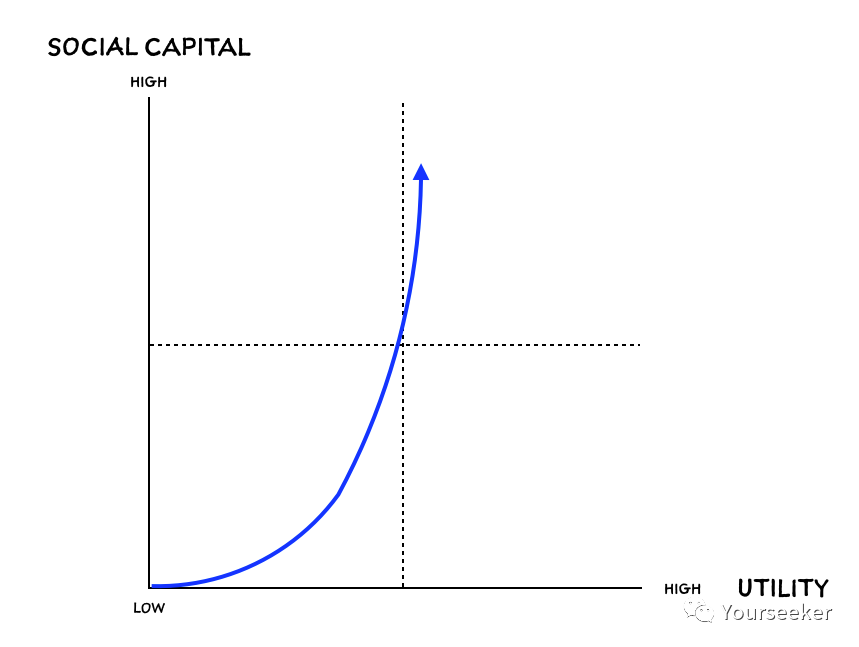 SOCIAL CAPITAL
HIGH
HIGH
UTILITY
Yourseeker
LOW